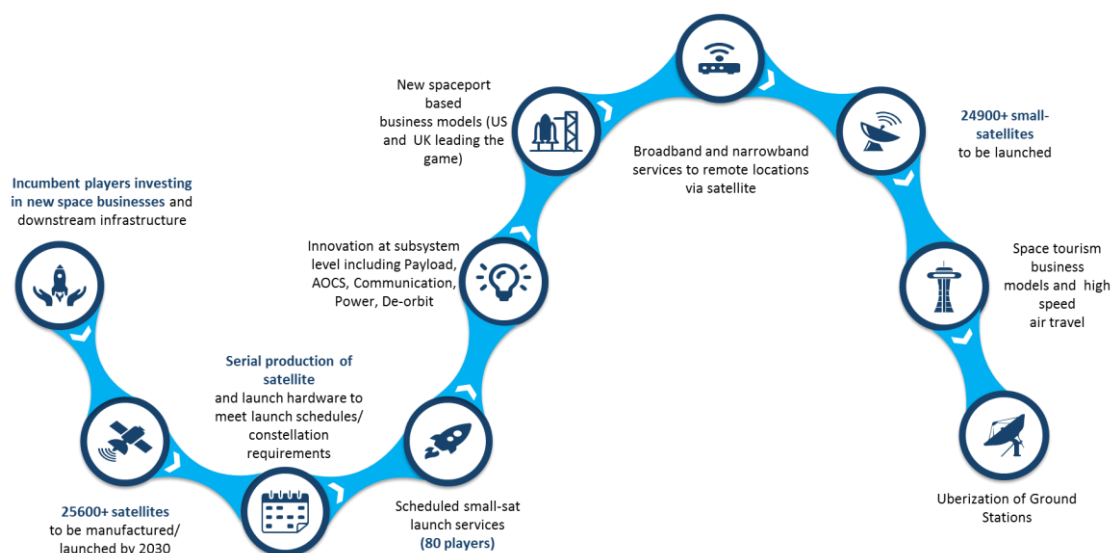 Incumbent players investing
in new space businesses and
downstream infrastructure
25600+ satellites
to be manufactured/
launched by 2030
Serial production of
satellite
and launch hardware to
meet launch schedules/
constellation
requirements
Scheduled small-sat
launch services
(80 players)
Innovation at subsystem
level including Payload,
AOCS, Communication,
Power, De-orbit
New spaceport
based
business models (US
and UK leading the
game)
Broadband and narrowband
services to remote locations
via satellite
24900+ small-
satellites
to be launched
Space tourism
business
models and high
speed
air travel
Uberization of Ground
Stations